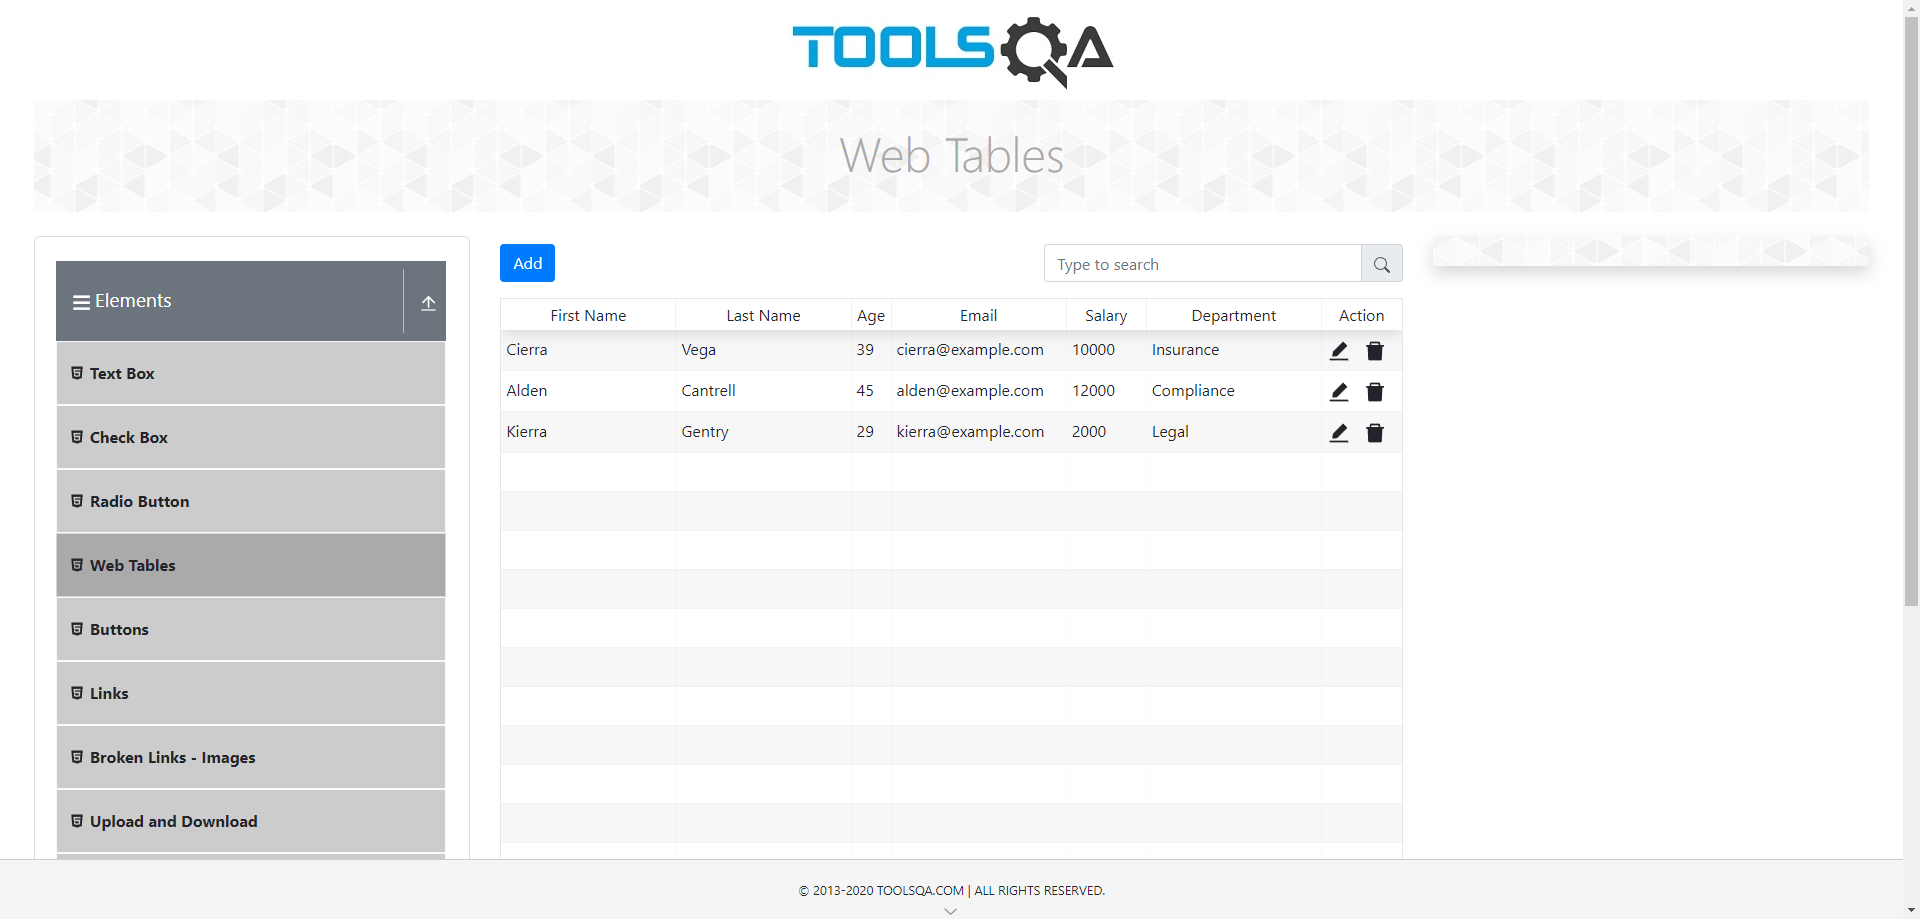 TOOLSQA
Web Tables
Elements
Text Box
Check Box
Radio Button
Web Tables
Buttons
Links
Broken Links - Images
Upload and Download
Add
Type to search
First Name Last Name Age Email Salary Department Action
Cierra Vega 39 cierra@example.com 10000 Insurance
Alden Cantrell 45 alden@example.com 12000 Compliance
Kierra Gentry 29 kierra@example.com 2000 Legal
© 2013-2020 TOOLSQA.COM | ALL RIGHTS RESERVED.